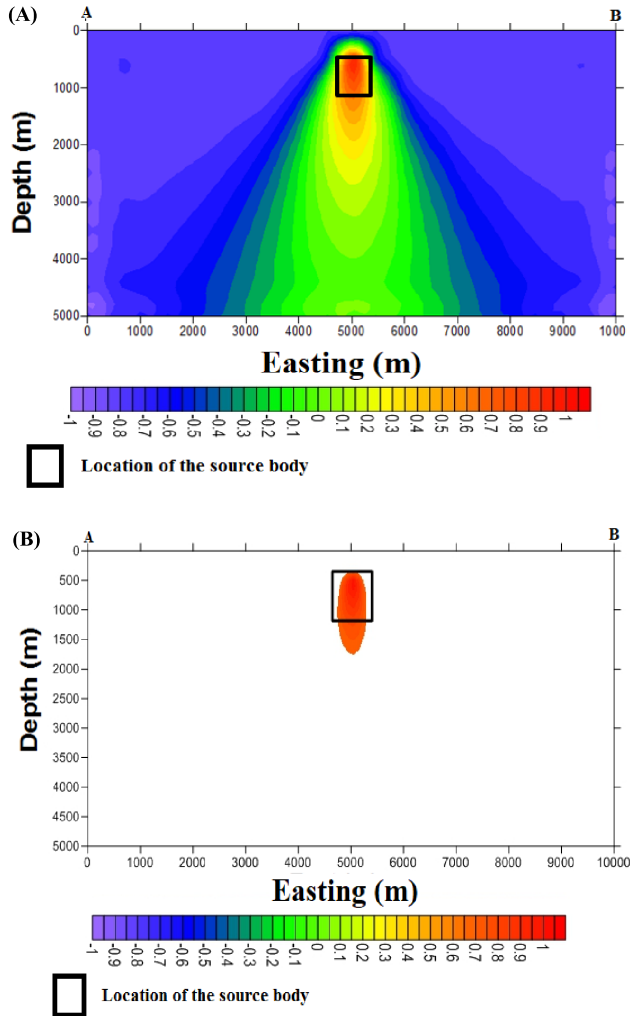 (A)
A B
0
1000
2000
3000
4000
5000
Depth (m)
0 1000 2000 3000 4000 5000 6000 7000 8000 9000 1000
Easting (m)
-1 -0.9 -0.8 -0.7 -0.6 -0.5 -0.4 -0.3 -0.2 -0.1 0 0.1 0.2 0.3 0.4 0.5 0.6 0.7 0.8 0.9 1
Location of the source body
(B)
A B
0
500
1000
1500
2000
2500
3000
3500
4000
4500
5000
Depth (m)
0 1000 2000 3000 4000 5000 6000 7000 8000 9000 10000
Easting (m)
-1 -0.9 -0.8 -0.7 -0.6 -0.5 -0.4 -0.3 -0.2 -0.1 0 0.1 0.2 0.3 0.4 0.5 0.6 0.7 0.8 0.9 1
Location of the source body